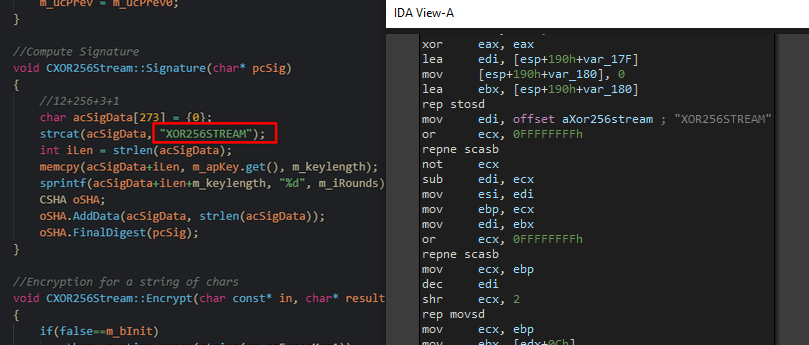 m_ucPrev = m_ucPrev0;
}
//Compute Signature
void CXOR256Stream::Signature(char* pcSig)
{
//12+256+3+1
char acSigData[273] = {0};
strcat(acSigData, "XOR256STREAM");
int iLen = strlen(acSigData);
memcpy(acSigData+iLen, m_apKey.get(), m_keylength);
sprintf(acSigData+iLen+m_keylength, "%d", m_iRounds)
CSHA oSHA;
oSHA.AddData(acSigData, strlen(acSigData));
oSHA.FinalDigest(pcSig);
}
//Encryption for a string of chars
void CXOR256Stream::Encrypt(char const* in, char* result
{
if(false==m_bInit)
IDA View-A
xor eax, eax
lea edi, [esp+190h+var_17F]
mov [esp+190h+var_180], 0
lea ebx, [esp+190h+var_180]
rep stosd
mov edi, offset aXor256stream ; "XOR256STREAM"
or ecx, 0FFFFFFFFh
repne scasb
not ecx
sub edi, ecx
mov esi, edi
mov ebp, ecx
mov edi, ebx
or ecx, 0FFFFFFFFh
repne scasb
mov ecx, ebp
dec edi
shr ecx, 2
rep movsd
mov ecx, ebp
mov ebx, [edx+0Ch]